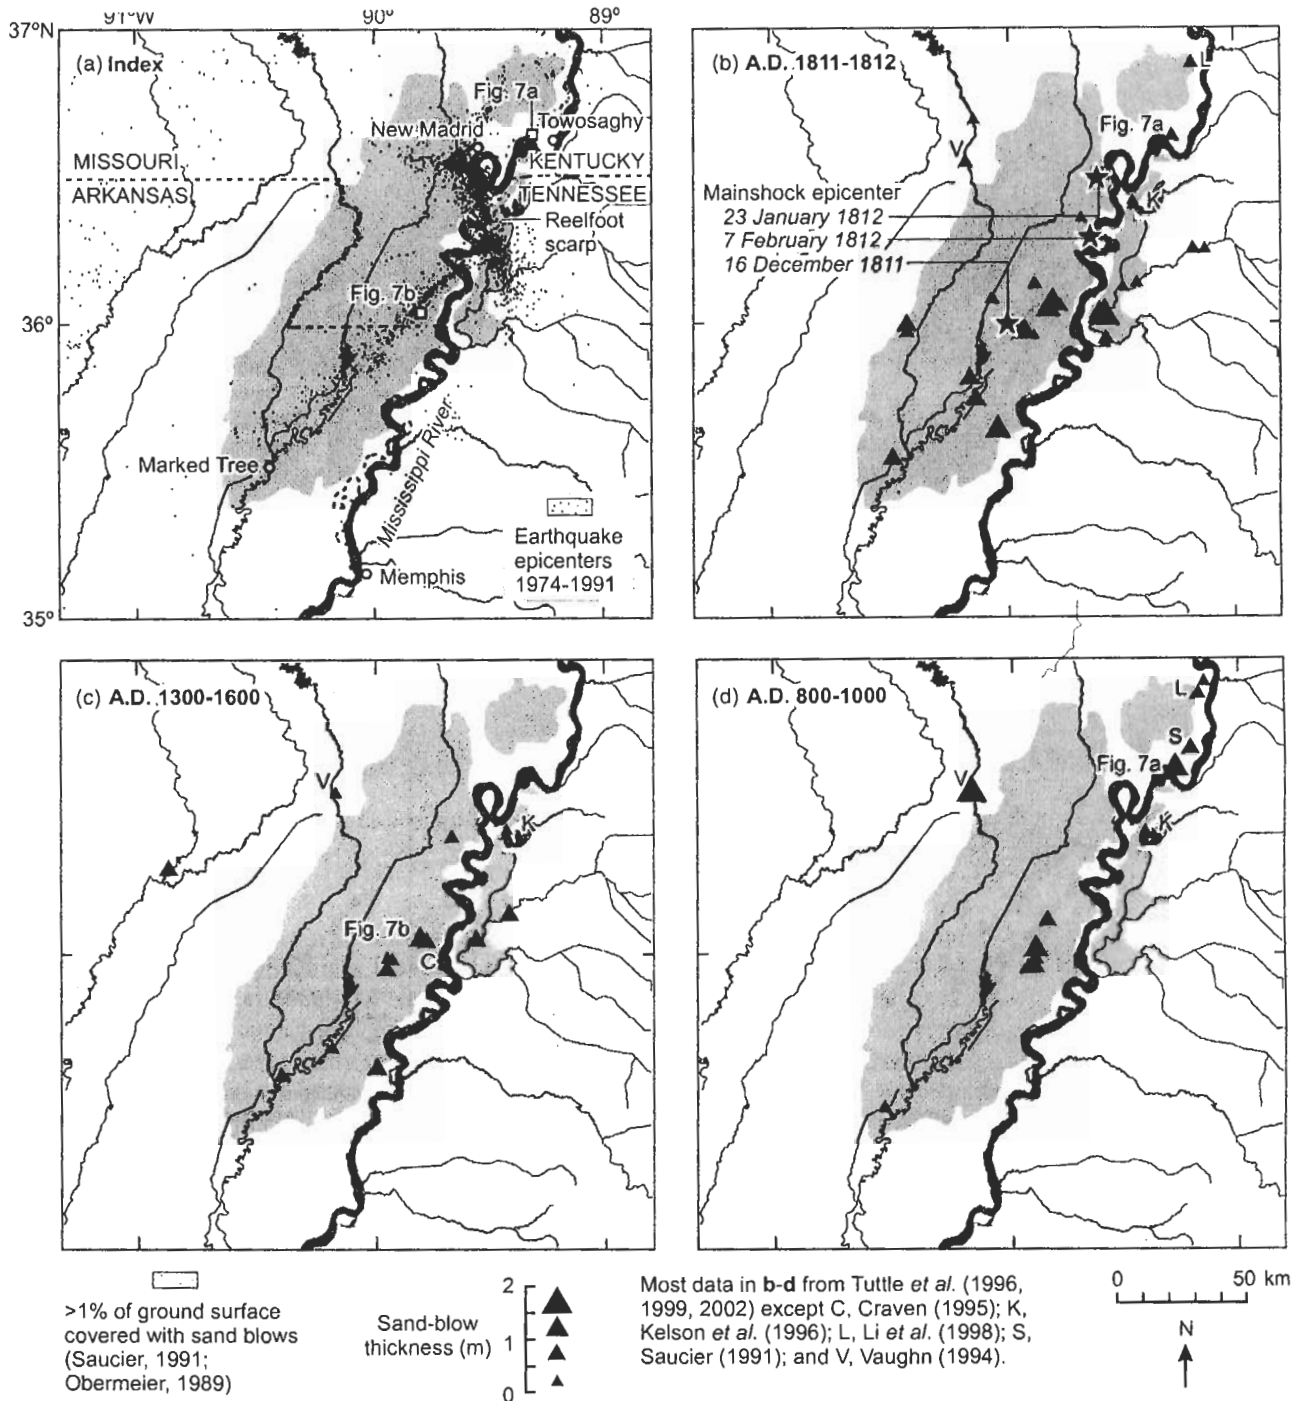 91°W
90°
89°
37°N
(a) Index
Fig. 7a
New Madrid
Towosaghy
MISSOURI
KENTUCKY
ARKANSAS
TENNESSEE
Reelfoot
scarp
Fig. 7b
36°
Marked Tree
Mississippi River
Earthquake
epicenters
1974-1991
Memphis
35°
(b) A.D. 1811-1812
L
Fig. 7a
V
K
Mainshock epicenter
23 January 1812
7 February 1812
16 December 1811
(c) A.D. 1300-1600
V
K
Fig. 7b
C
(d) A.D. 800-1000
L
S
Fig. 7a
V
K
>1% of ground surface
covered with sand blows
(Saucier, 1991;
Obermeier, 1989)
Sand-blow
thickness (m)
2
1
0
Most data in b-d from Tuttle et al. (1996,
1999, 2002) except C, Craven (1995); K,
Kelson et al. (1996); L, Li et al. (1998); S,
Saucier (1991); and V, Vaughn (1994).
0 50 km
N